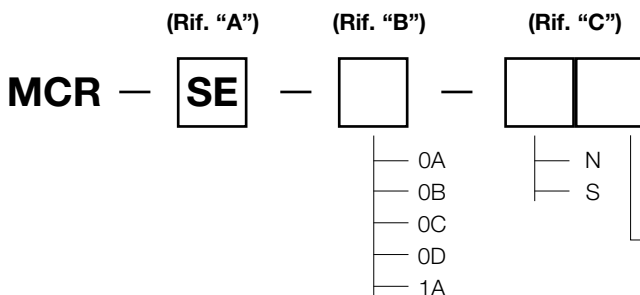 (Rif. “A”) (Rif. “B”) (Rif. “C”)
MCR — SE — —
0A
0B
0C
0D
1A
N
S